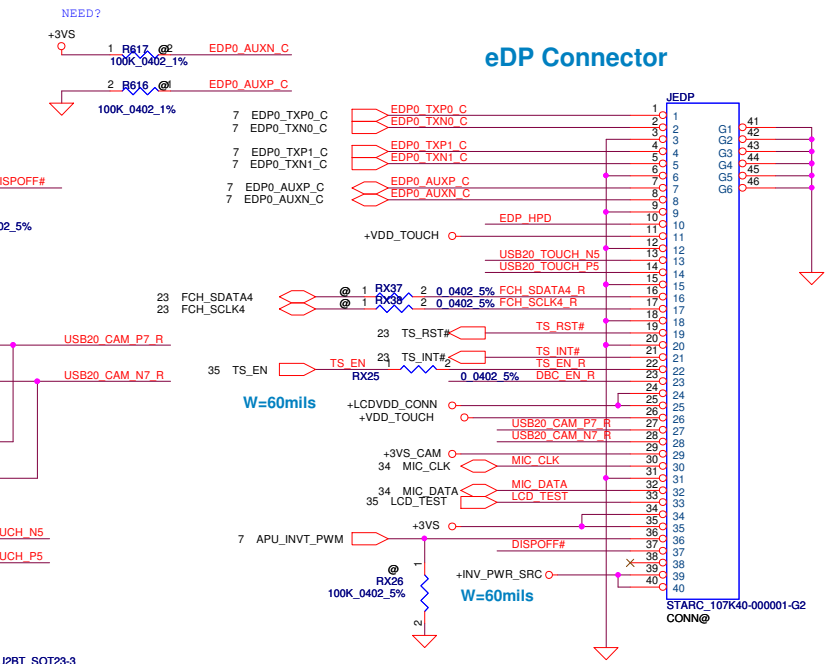 NEED?
+3VS
1 R617 @ 2 EDP0_AUXN_C
100K_0402_1%
2 R616 @ 1 EDP0_AUXP_C
100K_0402_1%
eDP Connector
JEDP
7 EDP0_TXP0_C EDP0_TXP0_C 1 1
7 EDP0_TXN0_C EDP0_TXN0_C 2 2
3 3
7 EDP0_TXP1_C EDP0_TXP1_C 4 4
7 EDP0_TXN1_C EDP0_TXN1_C 5 5
6 6
7 EDP0_AUXP_C EDP0_AUXP_C 7 7
7 EDP0_AUXN_C EDP0_AUXN_C 8 8
9 9
EDP_HPD 10 10
+VDD_TOUCH 11 11
12 12
USB20_TOUCH_N5 13 13
USB20_TOUCH_P5 14 14
15 15
23 FCH_SDATA4 @ 1 RX37 2 0_0402_5% FCH_SDATA4_R 16 16
23 FCH_SCLK4 @ 1 RX38 2 0_0402_5% FCH_SCLK4_R 17 17
18 18
23 TS_RST# TS_RST# 19 19
20 20
23 TS_INT# TS_INT# 21 21
35 TS_EN TS_EN 1 RX25 2 0_0402_5% TS_EN_R 22 22
DBC_EN_R 23 23
W=60mils
24 24
+LCDVDD_CONN 25 25
+VDD_TOUCH 26 26
USB20_CAM_P7_R 27 27
USB20_CAM_N7_R 28 28
+3VS_CAM 29 29
34 MIC_CLK MIC_CLK 30 30
31 31
34 MIC_DATA MIC_DATA 32 32
35 LCD_TEST LCD_TEST 33 33
34 34
+3VS 35 35
7 APU_INVT_PWM 36 36
DISPOFF# 37 37
38 38
+INV_PWR_SRC 39 39
40 40
W=60mils
@
1
RX26
100K_0402_5%
2
G1 41
G2 42
G3 43
G4 44
G5 45
G6 46
STARC_107K40-000001-G2
CONN@
ISPOFF#
02_5%
USB20_CAM_P7_R
USB20_CAM_N7_R
UCH_N5
UCH_P5
J2BT_SOT23-3